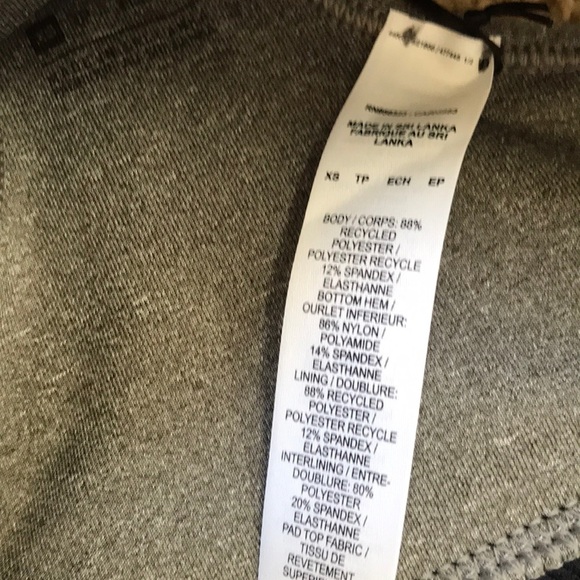 MADE IN SRI LANKA
FABRIQUE AU SRI
LANKA
XS TP ECH EP
BODY / CORPS: 88%
RECYCLED
POLYESTER /
POLYESTER RECYCLE
12% SPANDEX /
ELASTHANNE
BOTTOM HEM /
OURLET INFERIEUR:
86% NYLON /
POLYAMIDE
14% SPANDEX /
ELASTHANNE
LINING / DOUBLURE:
88% RECYCLED
POLYESTER /
POLYESTER RECYCLE
12% SPANDEX /
ELASTHANNE
INTERLINING / ENTRE-
DOUBLURE: 80%
POLYESTER
20% SPANDEX /
ELASTHANNE
PAD TOP FABRIC /
TISSU DE
REVETEMENT